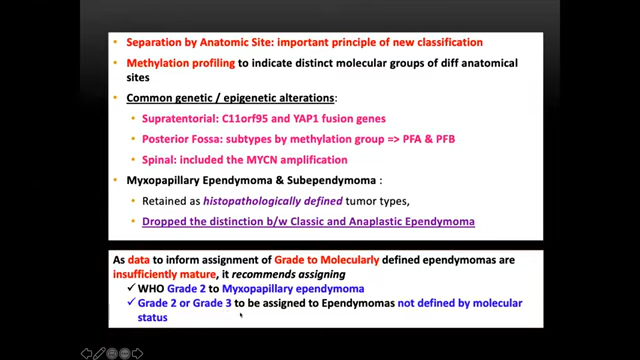 • Separation by Anatomic Site: important principle of new classification
• Methylation profiling to indicate distinct molecular groups of diff anatomical
sites
• Common genetic / epigenetic alterations:
• Supratentorial: C11orf95 and YAP1 fusion genes
• Posterior Fossa: subtypes by methylation group => PFA & PFB
• Spinal: included the MYCN amplification
• Myxopapillary Ependymoma & Subependymoma :
• Retained as histopathologically defined tumor types,
• Dropped the distinction b/w Classic and Anaplastic Ependymoma
As data to inform assignment of Grade to Molecularly defined ependymomas are
insufficiently mature, it recommends assigning
✓ WHO Grade 2 to Myxopapillary ependymoma
✓ Grade 2 or Grade 3 to be assigned to Ependymomas not defined by molecular
status